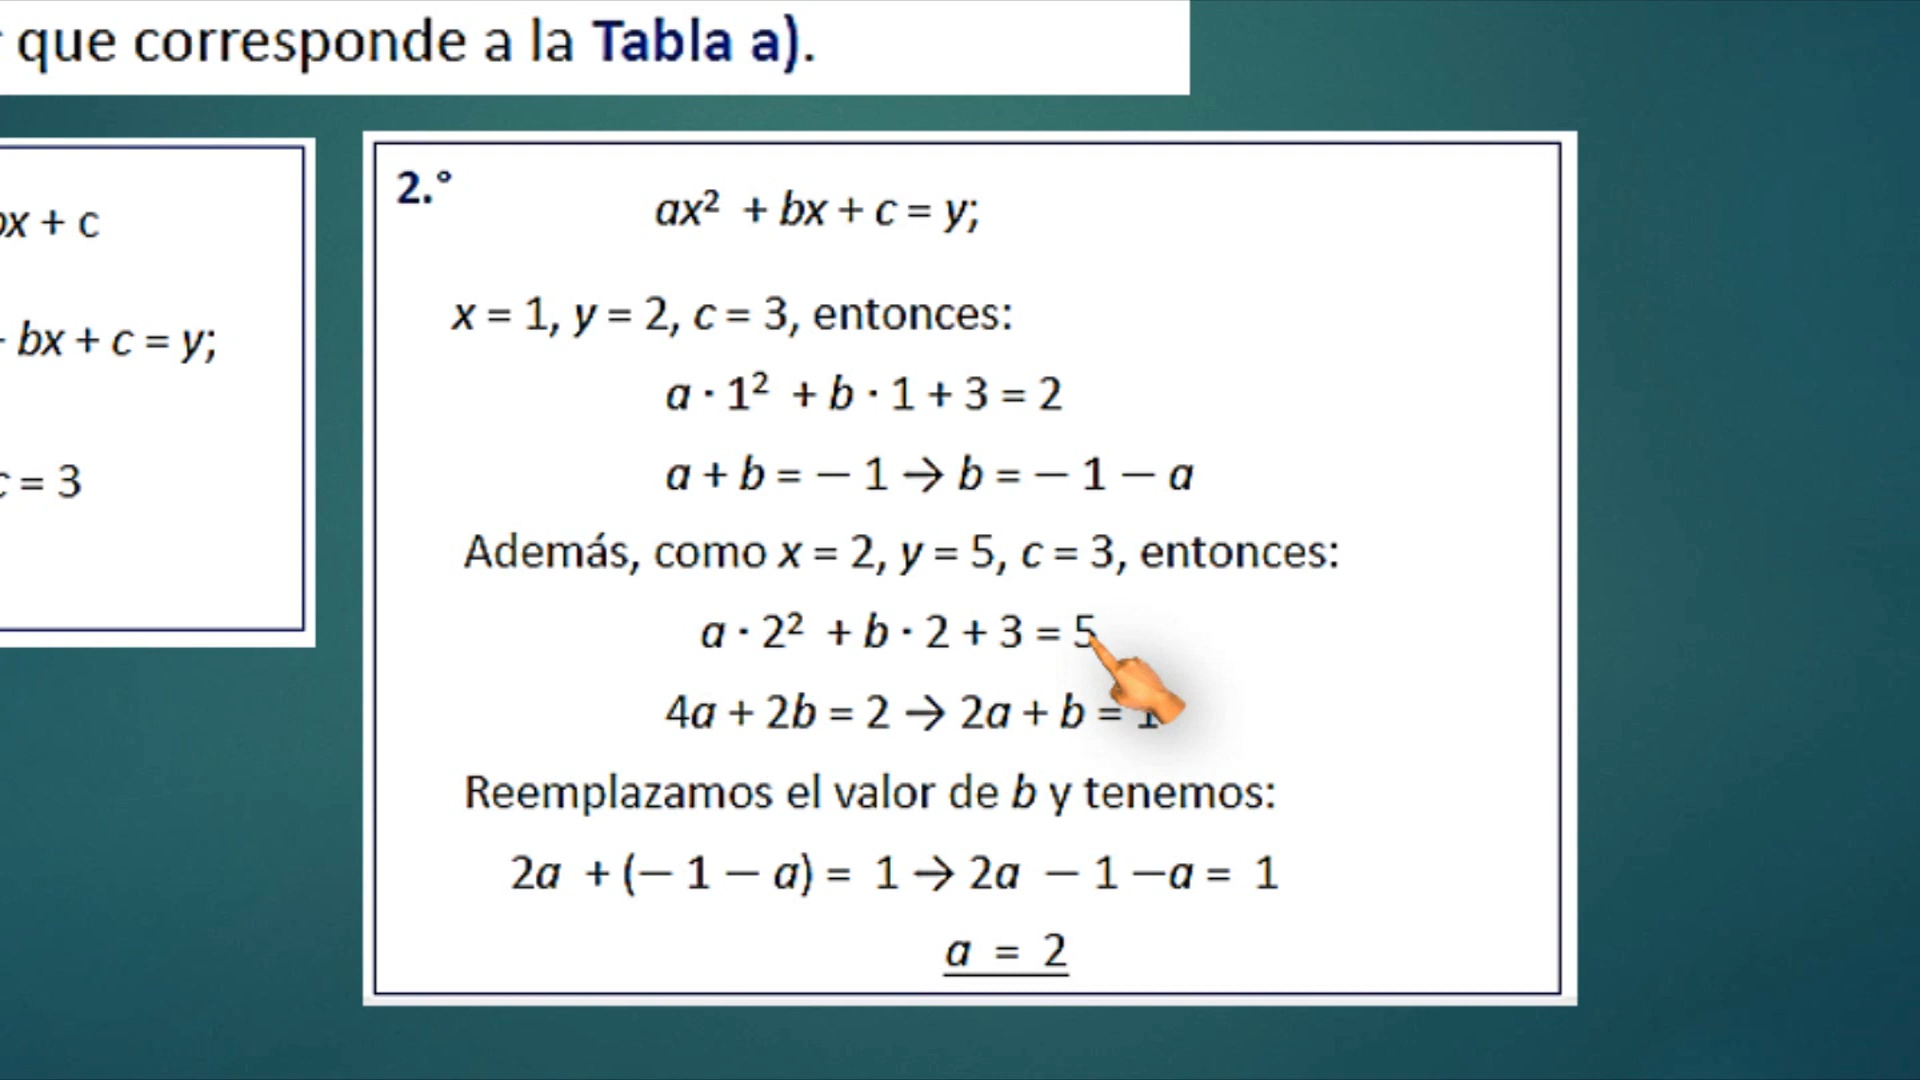 que corresponde a la Tabla a).
x + c
bx + c = y;
c = 3
2.°
ax² + bx + c = y;
x = 1, y = 2, c = 3, entonces:
a · 1² + b · 1 + 3 = 2
a + b = – 1 → b = – 1 – a
Además, como x = 2, y = 5, c = 3, entonces:
a · 2² + b · 2 + 3 = 5
4a + 2b = 2 → 2a + b = 1
Reemplazamos el valor de b y tenemos:
2a + (– 1 – a) = 1 → 2a – 1 –a = 1
a = 2